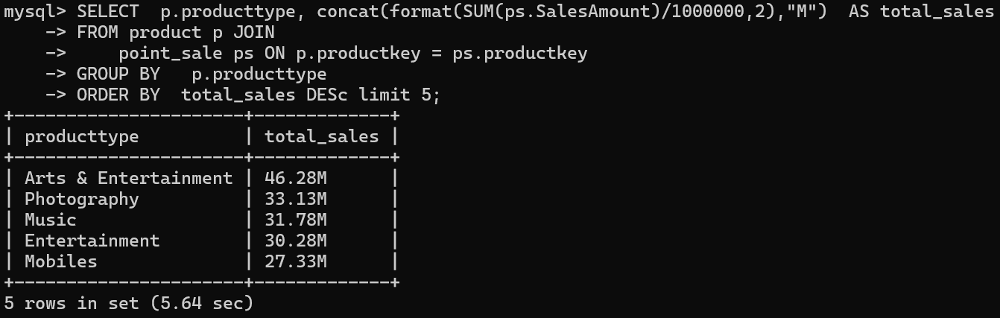 mysql> SELECT  p.producttype, concat(format(SUM(ps.SalesAmount)/1000000,2),"M")  AS total_sales
    -> FROM product p JOIN
    ->     point_sale ps ON p.productkey = ps.productkey
    -> GROUP BY   p.producttype
    -> ORDER BY  total_sales DESc limit 5;
+----------------------+-------------+
| producttype          | total_sales |
+----------------------+-------------+
| Arts & Entertainment | 46.28M      |
| Photography          | 33.13M      |
| Music                | 31.78M      |
| Entertainment        | 30.28M      |
| Mobiles              | 27.33M      |
+----------------------+-------------+
5 rows in set (5.64 sec)